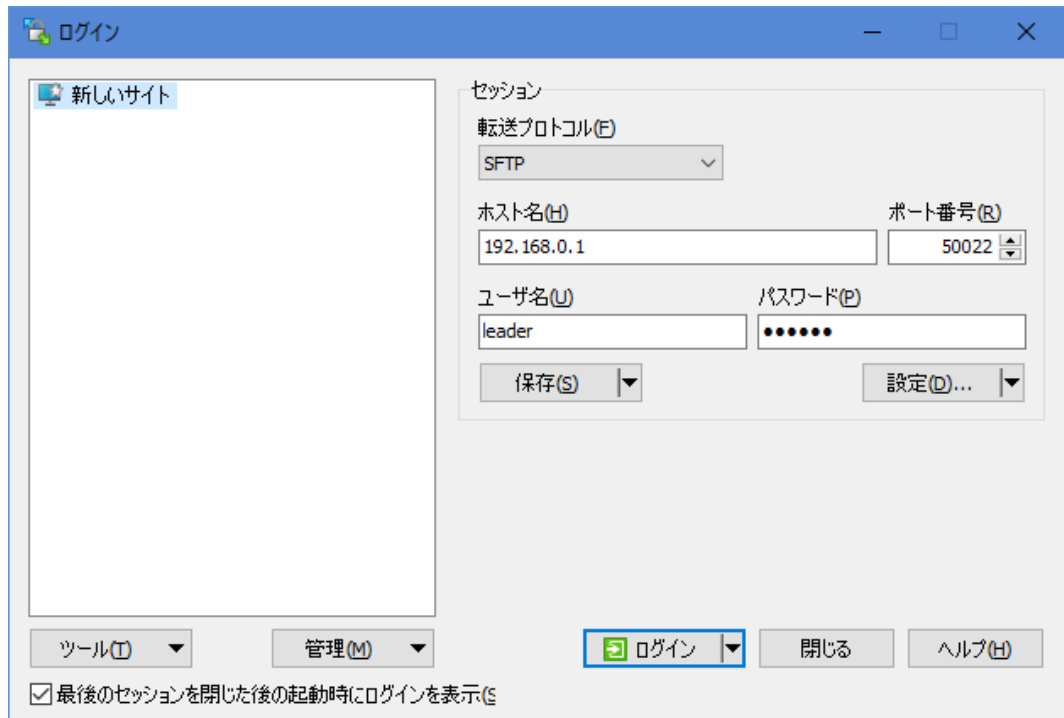 ログイン
新しいサイト
セッション
転送プロトコル(F)
SFTP
ホスト名(H)
ポート番号(R)
192.168.0.1
50022
ユーザ名(U)
パスワード(P)
leader
●●●●●●
保存(S)
設定(D)...
ツール(T)
管理(M)
ログイン
閉じる
ヘルプ(H)
最後のセッションを閉じた後の起動時にログインを表示(S